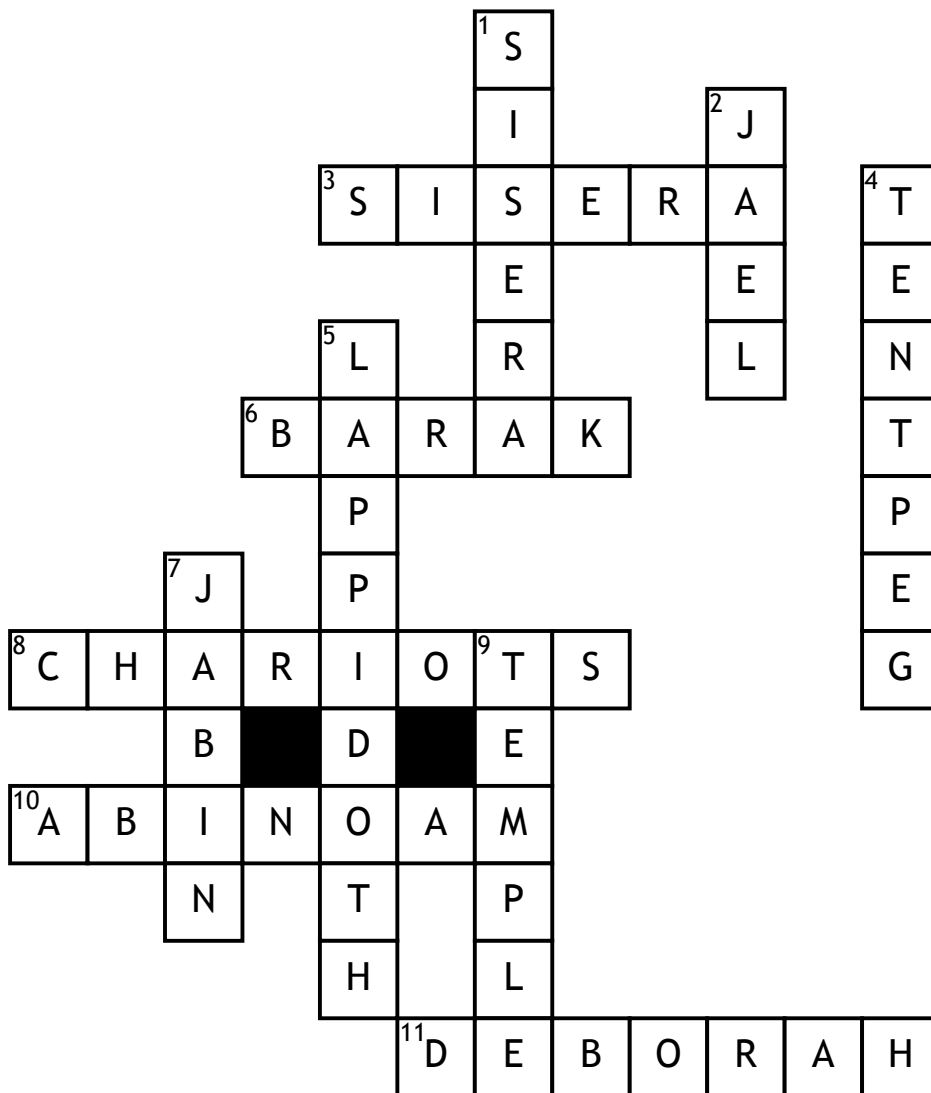 1 S
I 2 J
3 S I S E R A 4 T
E E E
5 L R L N
6 B A R A K T
P P
7 J P E
8 C H A R I O 9 T S G
B D E
10 A B I N O A M
N T P
H L
11 D E B O R A H